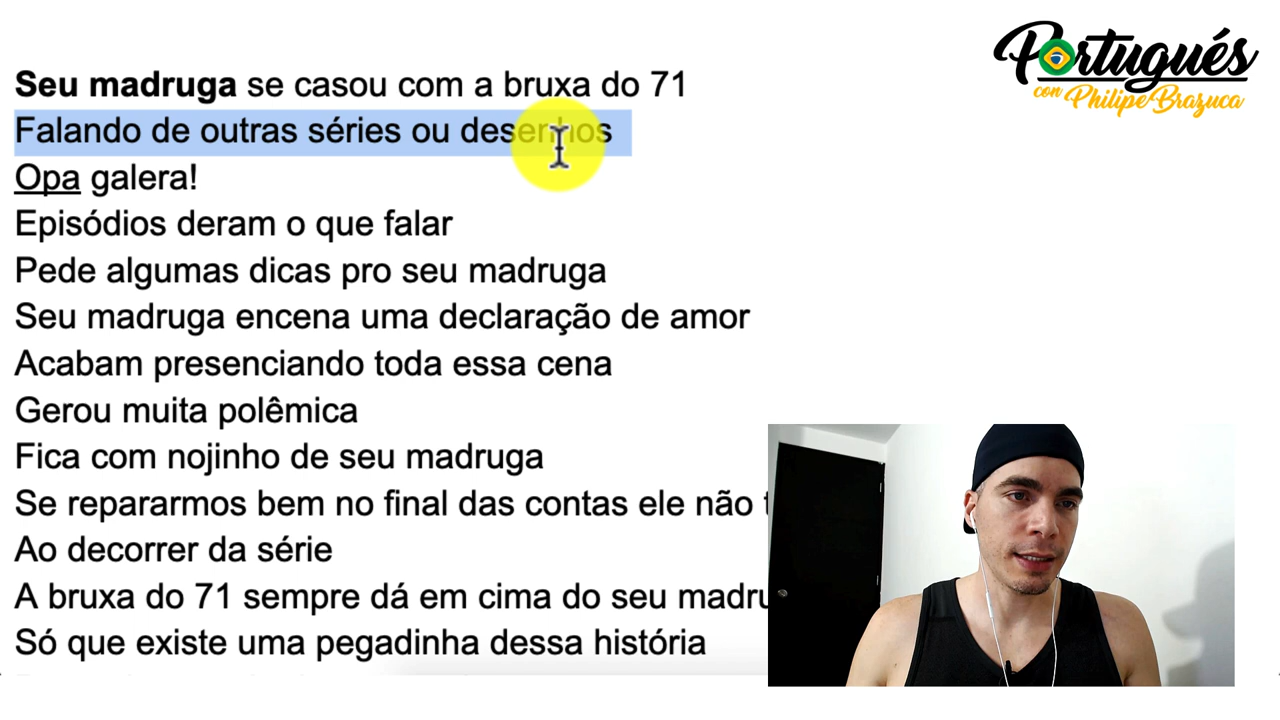 Portugués
con PhilipeBrazuca
Seu madruga se casou com a bruxa do 71
Falando de outras séries ou desenhos
Opa galera!
Episódios deram o que falar
Pede algumas dicas pro seu madruga
Seu madruga encena uma declaração de amor
Acabam presenciando toda essa cena
Gerou muita polêmica
Fica com nojinho de seu madruga
Se repararmos bem no final das contas ele não
Ao decorrer da série
A bruxa do 71 sempre dá em cima do seu
Só que existe uma pegadinha dessa história